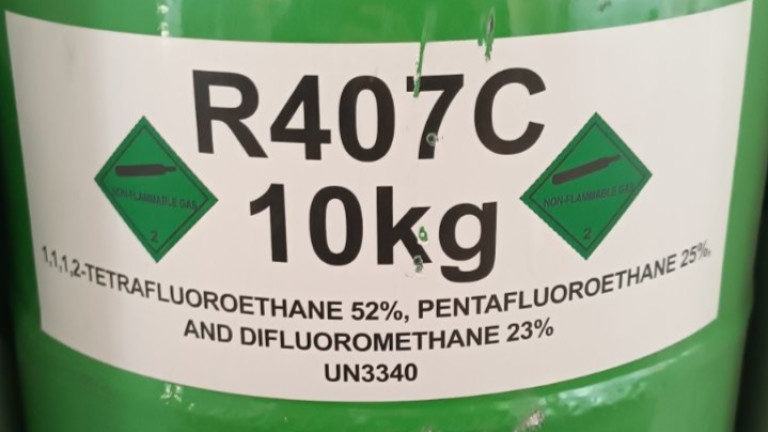 R407C
NON-FLAMMABLE GAS
2
10kg
NON-FLAMMABLE GAS
2
1,1,1,2-TETRAFLUOROETHANE 52%, PENTAFLUOROETHANE 25%,
AND DIFLUOROMETHANE 23%
UN3340